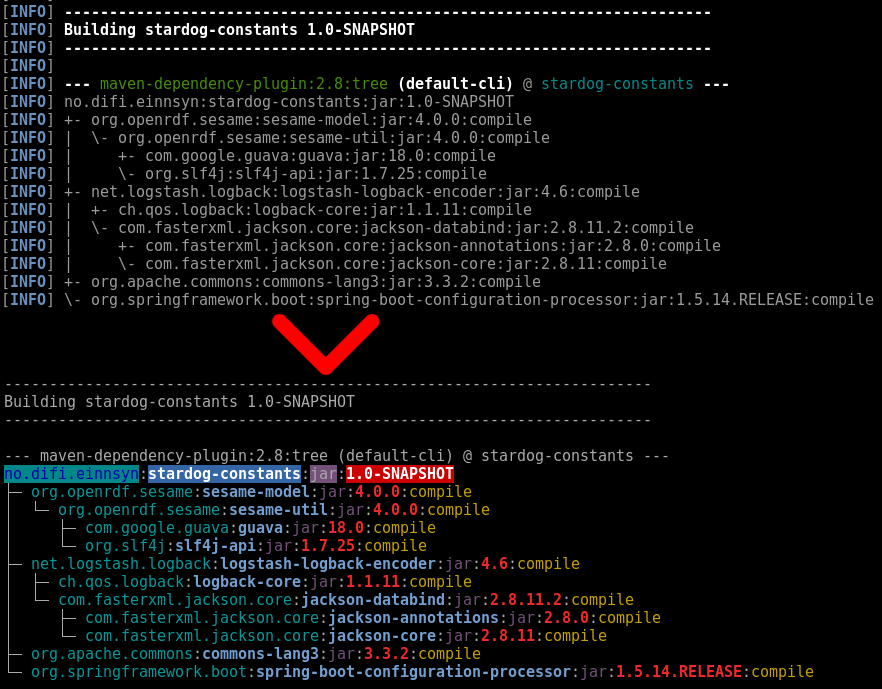 [INFO] ------------------------------------------------------------------------
[INFO] Building stardog-constants 1.0-SNAPSHOT
[INFO] ------------------------------------------------------------------------
[INFO]
[INFO] --- maven-dependency-plugin:2.8:tree (default-cli) @ stardog-constants ---
[INFO] no.difi.einnsyn:stardog-constants:jar:1.0-SNAPSHOT
[INFO] +- org.openrdf.sesame:sesame-model:jar:4.0.0:compile
[INFO] |  \- org.openrdf.sesame:sesame-util:jar:4.0.0:compile
[INFO] |     +- com.google.guava:guava:jar:18.0:compile
[INFO] |     \- org.slf4j:slf4j-api:jar:1.7.25:compile
[INFO] +- net.logstash.logback:logstash-logback-encoder:jar:4.6:compile
[INFO] |  +- ch.qos.logback:logback-core:jar:1.1.11:compile
[INFO] |  \- com.fasterxml.jackson.core:jackson-databind:jar:2.8.11.2:compile
[INFO] |     +- com.fasterxml.jackson.core:jackson-annotations:jar:2.8.0:compile
[INFO] |     \- com.fasterxml.jackson.core:jackson-core:jar:2.8.11:compile
[INFO] +- org.apache.commons:commons-lang3:jar:3.3.2:compile
[INFO] \- org.springframework.boot:spring-boot-configuration-processor:jar:1.5.14.RELEASE:compile
------------------------------------------------------------------------
Building stardog-constants 1.0-SNAPSHOT
------------------------------------------------------------------------
--- maven-dependency-plugin:2.8:tree (default-cli) @ stardog-constants ---
no.difi.einnsyn:stardog-constants:jar:1.0-SNAPSHOT
├─ org.openrdf.sesame:sesame-model:jar:4.0.0:compile
│  └─ org.openrdf.sesame:sesame-util:jar:4.0.0:compile
│     ├─ com.google.guava:guava:jar:18.0:compile
│     └─ org.slf4j:slf4j-api:jar:1.7.25:compile
├─ net.logstash.logback:logstash-logback-encoder:jar:4.6:compile
│  ├─ ch.qos.logback:logback-core:jar:1.1.11:compile
│  └─ com.fasterxml.jackson.core:jackson-databind:jar:2.8.11.2:compile
│     ├─ com.fasterxml.jackson.core:jackson-annotations:jar:2.8.0:compile
│     └─ com.fasterxml.jackson.core:jackson-core:jar:2.8.11:compile
├─ org.apache.commons:commons-lang3:jar:3.3.2:compile
└─ org.springframework.boot:spring-boot-configuration-processor:jar:1.5.14.RELEASE:compile